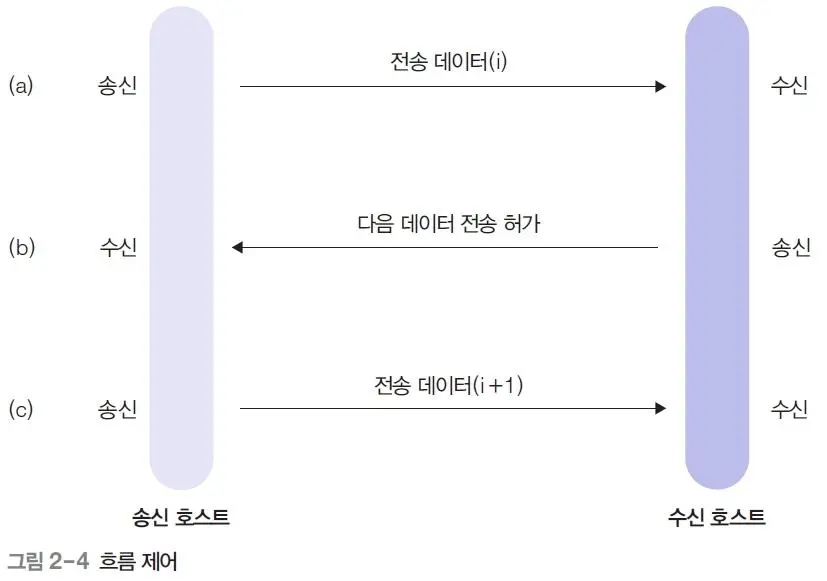 전송 데이터(i)
(a) 송신 수신
다음 데이터 전송 허가
(b) 수신 송신
전송 데이터(i+1)
(c) 송신 수신
송신 호스트 수신 호스트
그림 2-4 흐름 제어